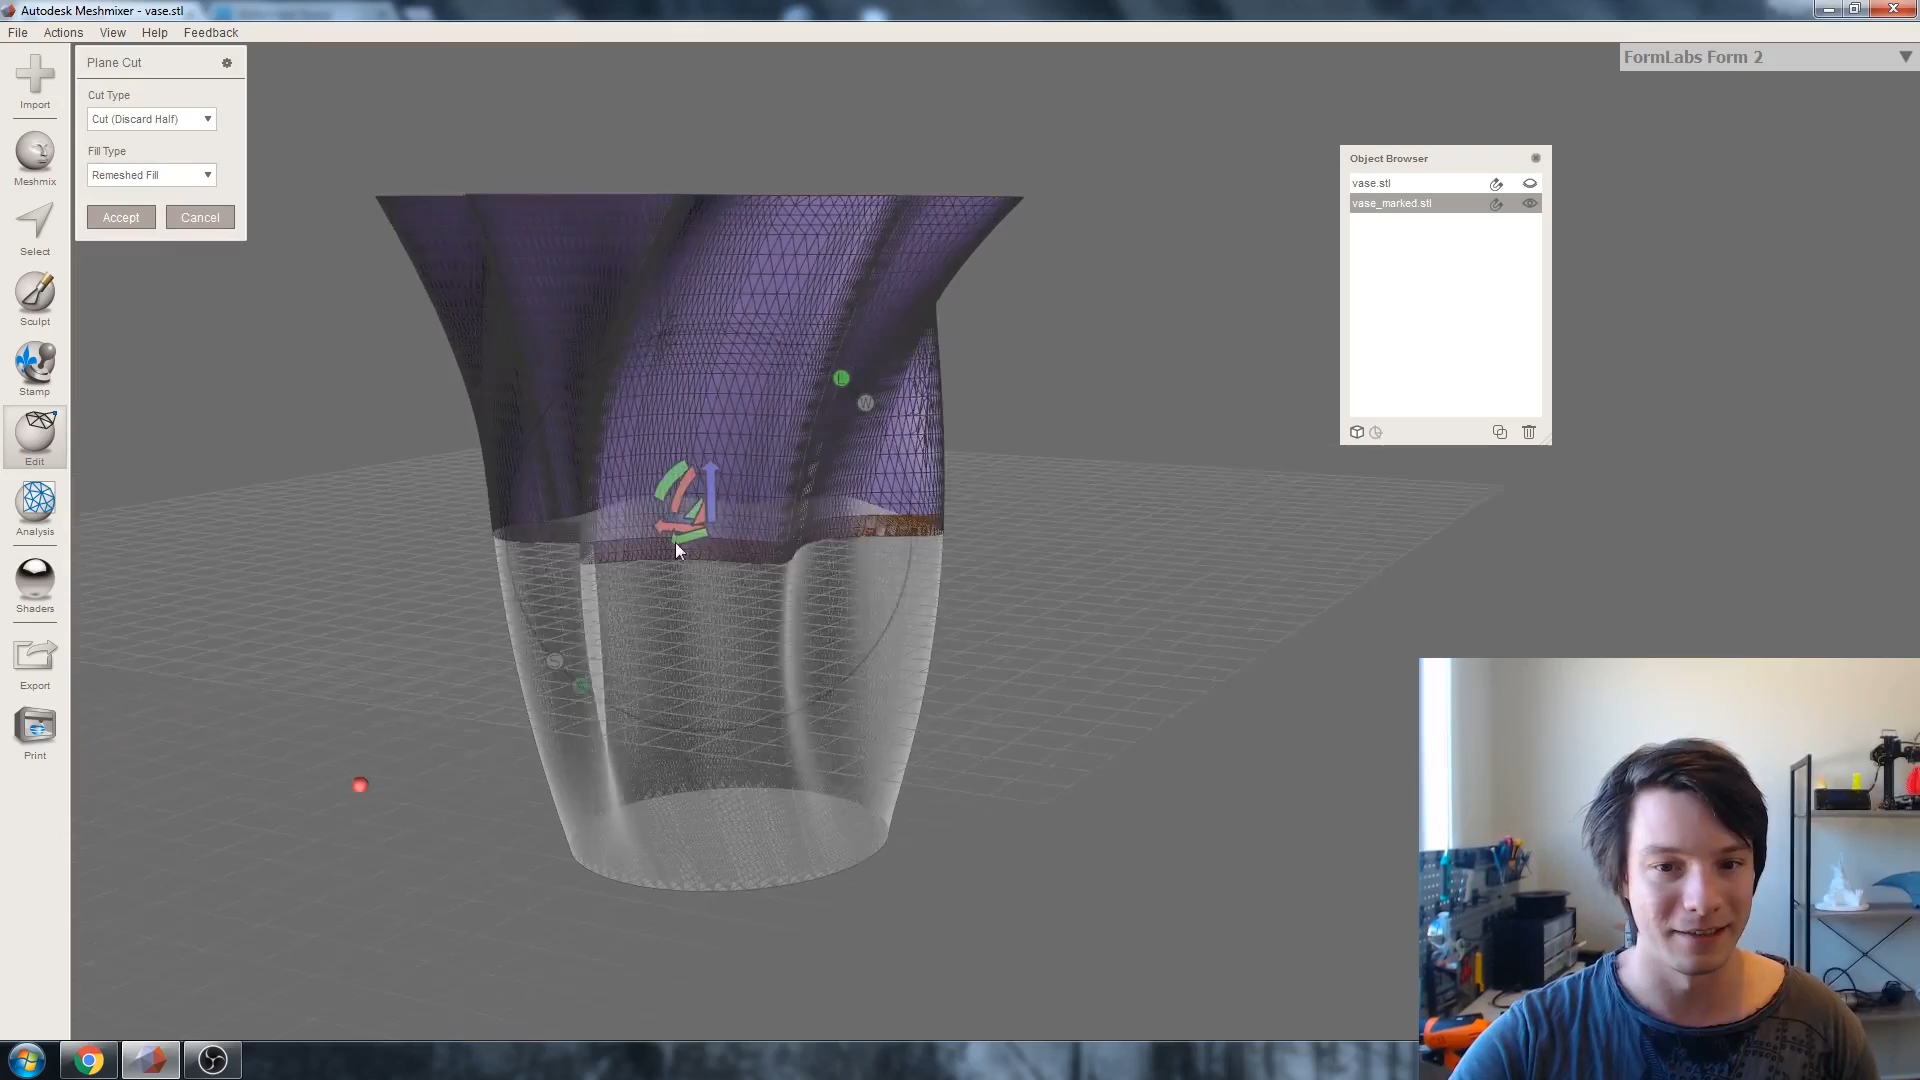 Autodesk Meshmixer - vase.stl
File Actions View Help Feedback
Import
Meshmix
Select
Sculpt
Stamp
Edit
Analysis
Shaders
Export
Print
Plane Cut
Cut Type
Cut (Discard Half)
Fill Type
Remeshed Fill
Accept Cancel
FormLabs Form 2
Object Browser
vase.stl
vase_marked.stl
L
W
S